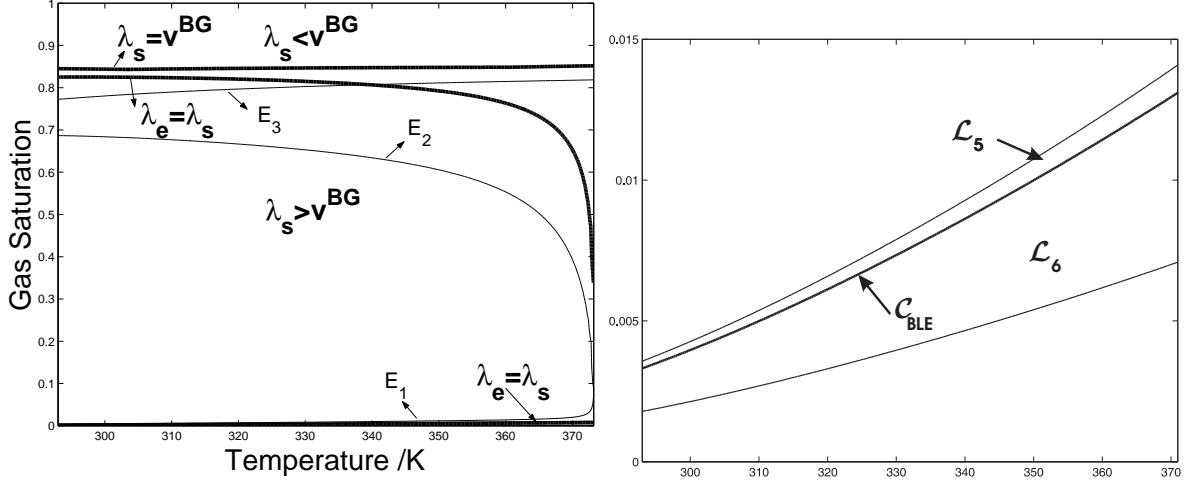 1
0.9
0.8
0.7
0.6
0.5
0.4
0.3
0.2
0.1
0
Gas Saturation
λs=vBG
λs<vBG
λe=λs
E3
E2
λs>vBG
E1
λe=λs
300 310 320 330 340 350 360 370
Temperature /K
0.015
0.01
0.005
0
L5
L6
CBLE
300 310 320 330 340 350 360 370